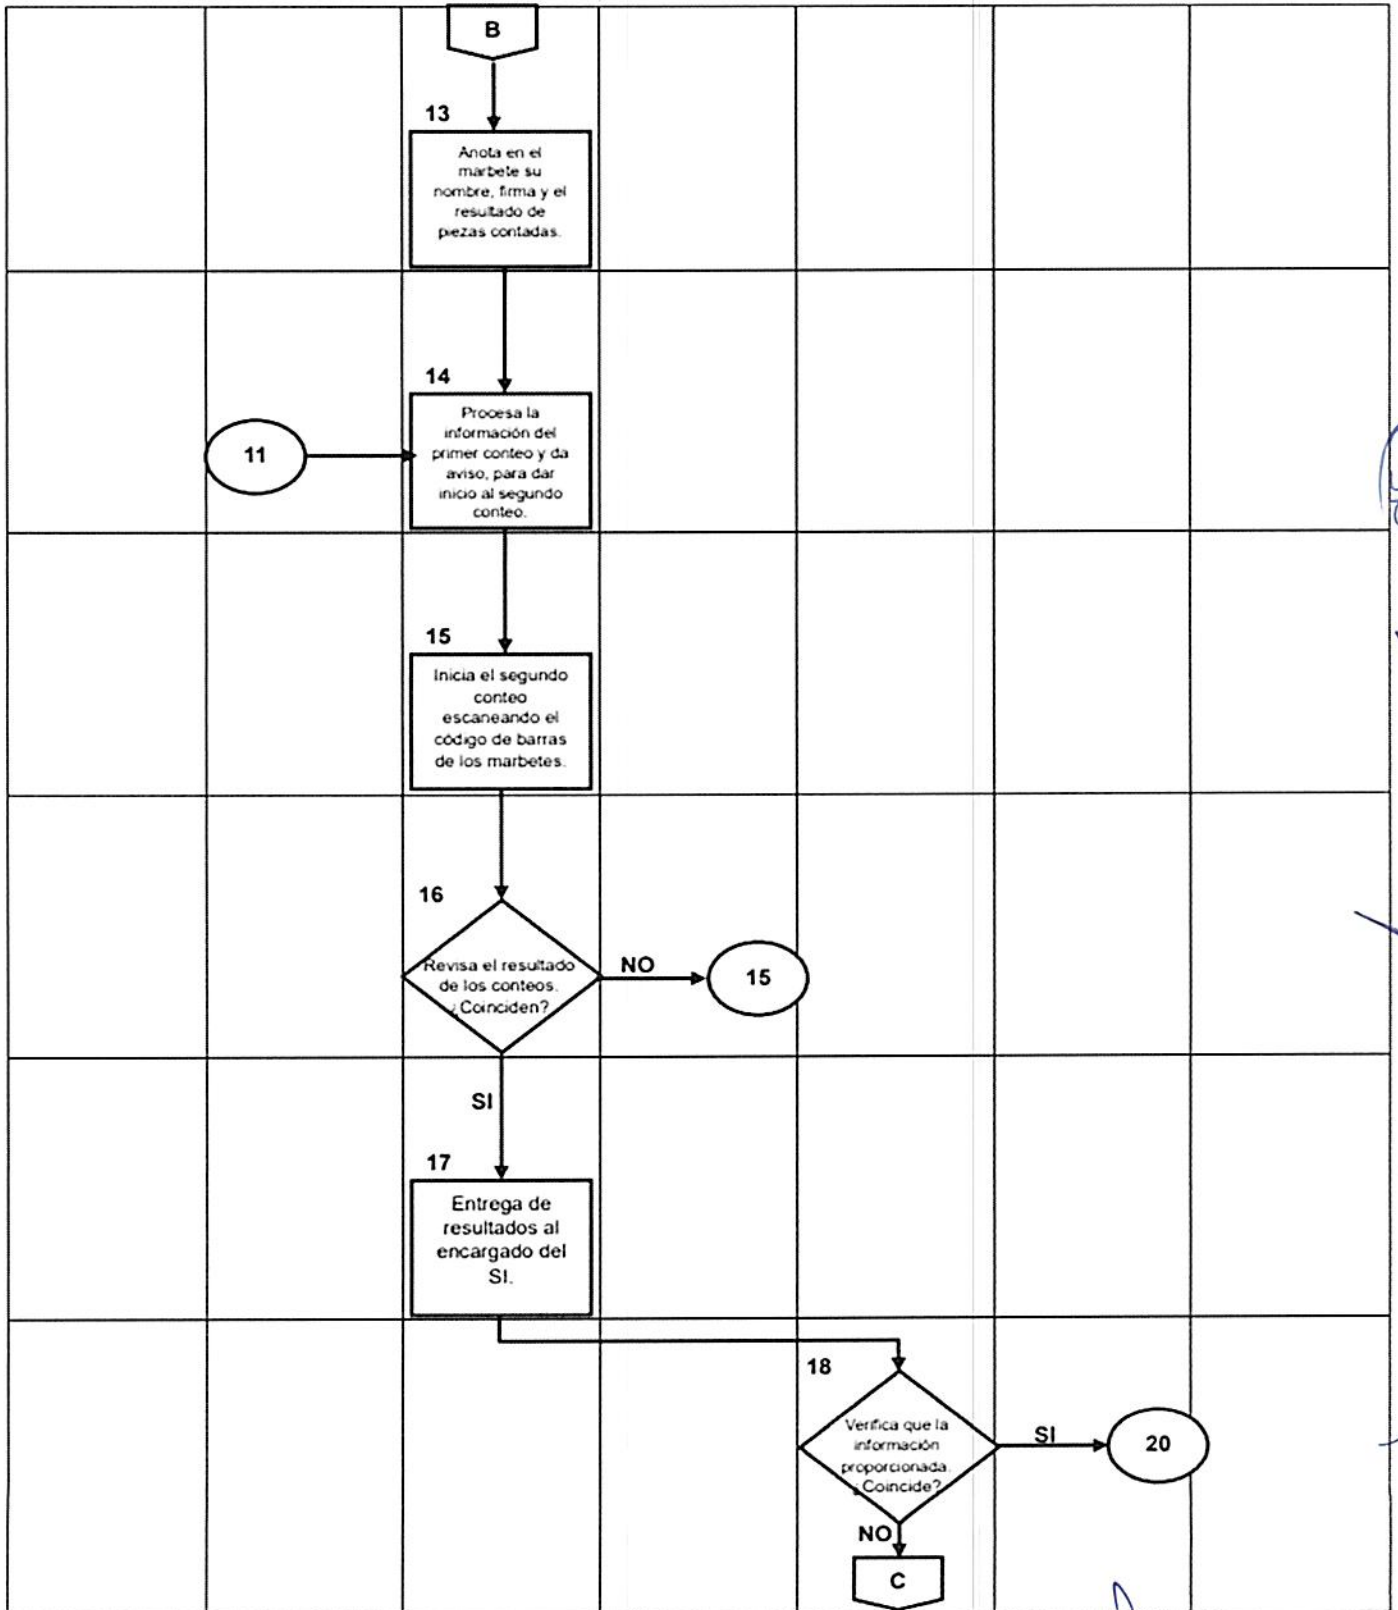 B
13
Anota en el
marbete su
nombre, firma y el
resultado de
piezas contadas.
14
Procesa la
información del
primer conteo y da
aviso, para dar
inicio al segundo
conteo.
11
15
Inicia el segundo
conteo
escaneando el
código de barras
de los marbetes.
16
Revisa el resultado
de los conteos.
¿Coinciden?
NO
15
SI
17
Entrega de
resultados al
encargado del
SI.
18
Verifica que la
información
proporcionada.
¿Coincide?
SI
20
NO
C